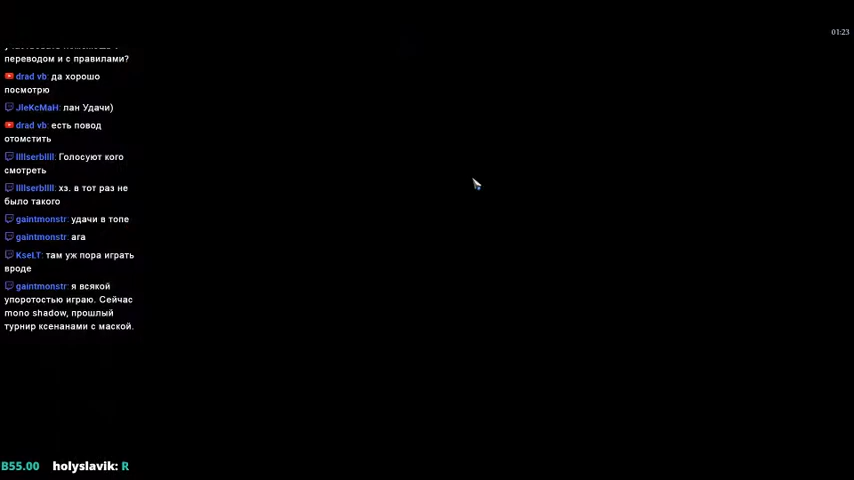 01:23
переводом и с правилами?
drad vb: да хорошо
посмотрю
JleKcMaH: лан Удачи)
drad vb: есть повод
отомстить
llllserbllll: Голосуют кого
смотреть
llllserbllll: хз. в тот раз не
было такого
gaintmonstr: удачи в топе
gaintmonstr: ага
KseLT: там уж пора играть
вроде
gaintmonstr: я всякой
упоротостью играю. Сейчас
mono shadow, прошлый
турнир ксенанами с маской.
B55.00 holyslavik: R